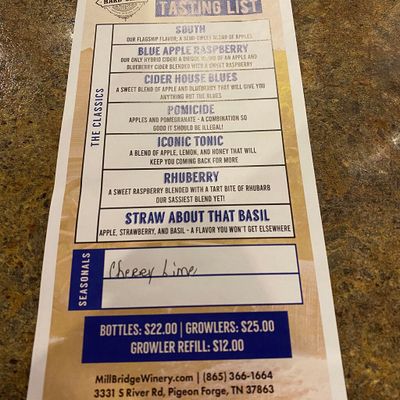 TASTING LIST
THE CLASSICS
SOUTH
OUR FLAGSHIP FLAVOR; A SEMI-SWEET BLEND OF APPLES
BLUE APPLE RASPBERRY
OUR ONLY HYBRID CIDER! A UNIQUE BLEND OF AN APPLE AND
BLUEBERRY CIDER BLENDED WITH A SWEET RASPBERRY
CIDER HOUSE BLUES
A SWEET BLEND OF APPLE AND BLUEBERRY THAT WILL GIVE YOU
ANYTHING BUT THE BLUES
POMICIDE
APPLES AND POMEGRANATE - A COMBINATION SO
GOOD IT SHOULD BE ILLEGAL!
ICONIC TONIC
A BLEND OF APPLE, LEMON, AND HONEY THAT WILL
KEEP YOU COMING BACK FOR MORE
RHUBERRY
A SWEET RASPBERRY BLENDED WITH A TART BITE OF RHUBARB
OUR SASSIEST BLEND YET!
STRAW ABOUT THAT BASIL
APPLE, STRAWBERRY, AND BASIL - A FLAVOR YOU WON'T GET ELSEWHERE
SEASONALS
Cherry Lime
BOTTLES: $22.00 | GROWLERS: $25.00
GROWLER REFILL: $12.00
MillBridgeWinery.com | (865) 366-1664
3331 S River Rd, Pigeon Forge, TN 37863